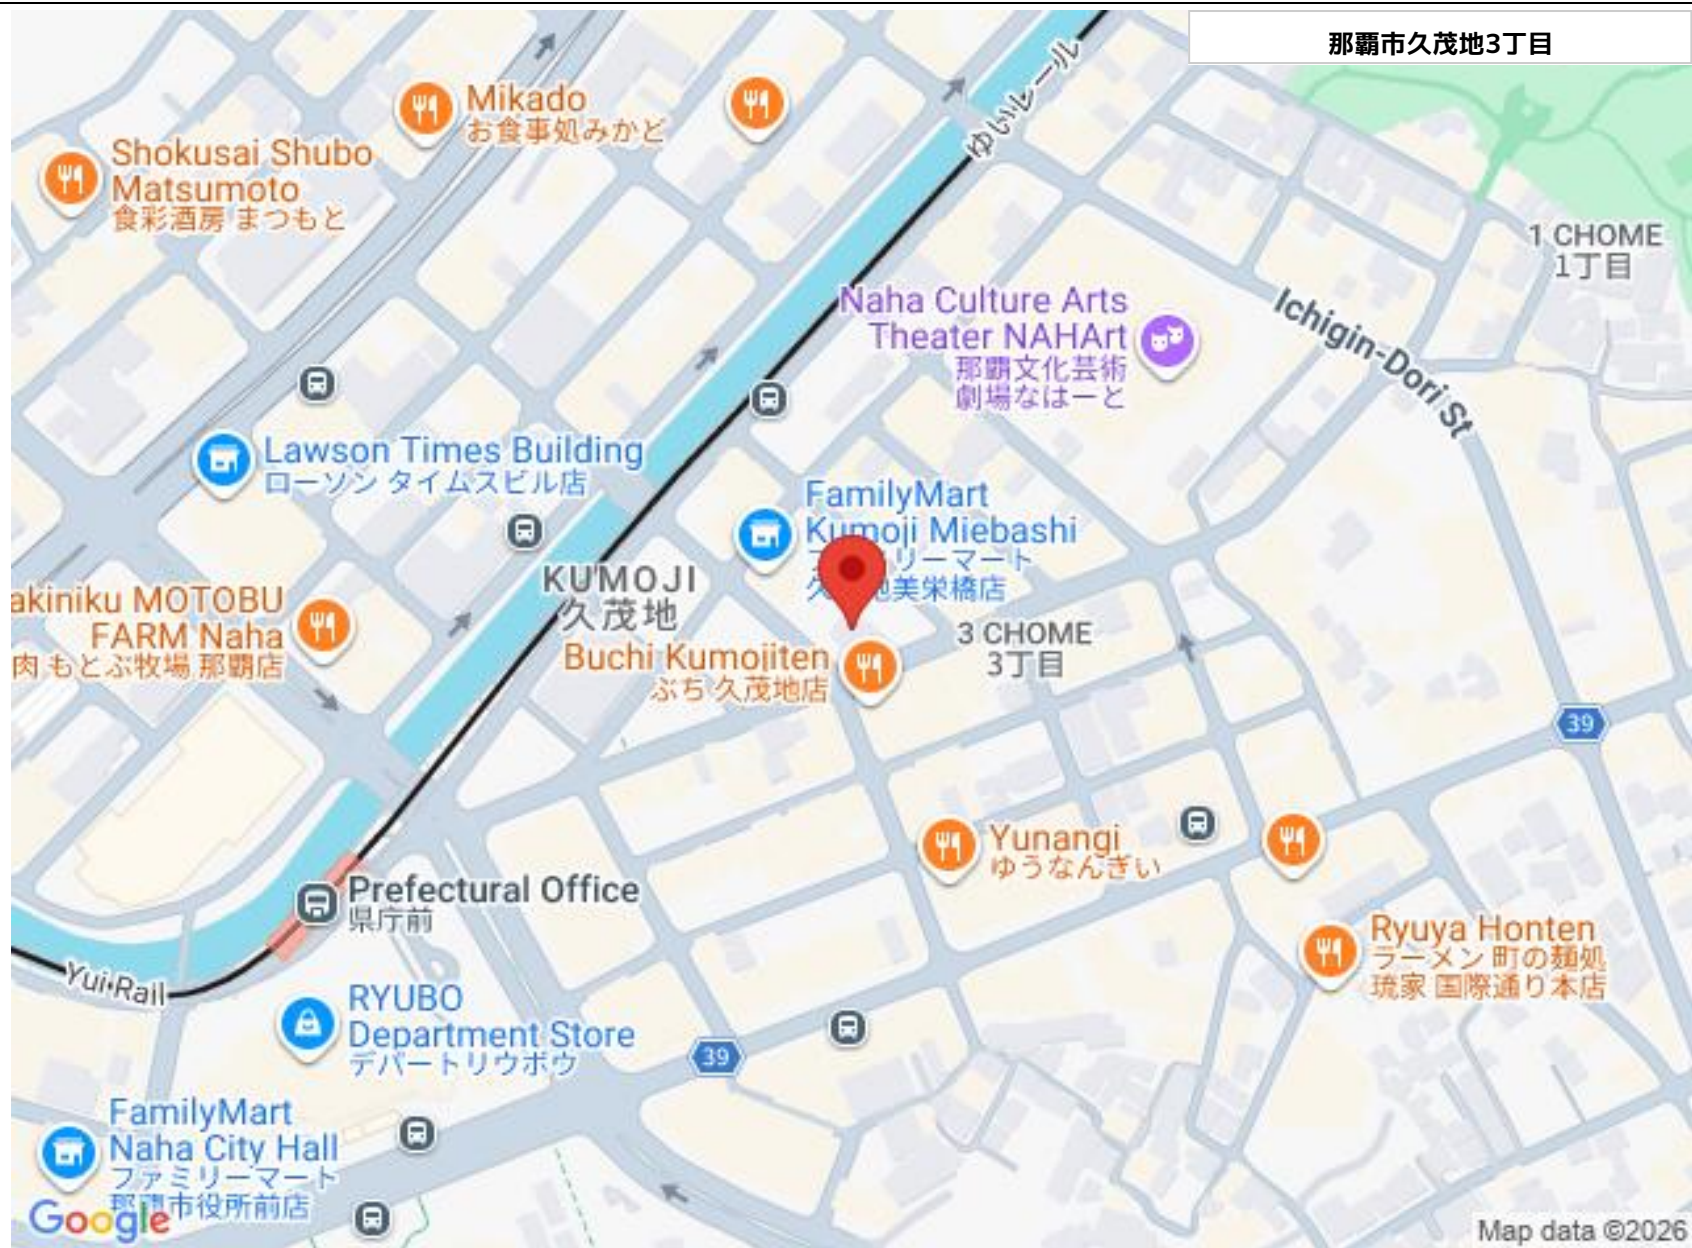 那覇市久茂地3丁目
ゆいレール
Mikado
お食事処みかど
Shokusai Shubo
Matsumoto
食彩酒房 まつもと
1 CHOME
1丁目
Naha Culture Arts
Theater NAHArt
那覇文化芸術
劇場なはーと
Ichigin-Dori St
Lawson Times Building
ローソン タイムスビル店
FamilyMart
Kumoji Miebashi
リーマート
美栄橋店
KUMOJI
久茂地
akiniku MOTOBU
FARM Naha
肉 もとぶ牧場 那覇店
3 CHOME
3丁目
Buchi Kumojiten
ぶち 久茂地店
39
Yunangi
ゆうなんぎい
Prefectural Office
県庁前
Ryuya Honten
ラーメン 町の麺処
琉家 国際通り本店
Yui Rail
RYUBO
Department Store
デパートリウボウ
39
FamilyMart
Naha City Hall
ファミリーマート
那覇市役所前店
Google
Map data ©2026